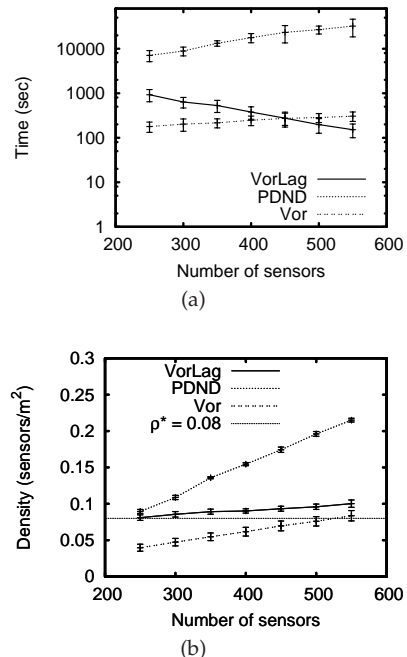 10000
1000
100
10
1
Time (sec)
VorLag
PDND
Vor
200 300 400 500 600
Number of sensors
(a)
0.3
0.25
0.2
0.15
0.1
0.05
0
Density (sensors/m²)
VorLag
PDND
Vor
ρ* = 0.08
200 300 400 500 600
Number of sensors
(b)